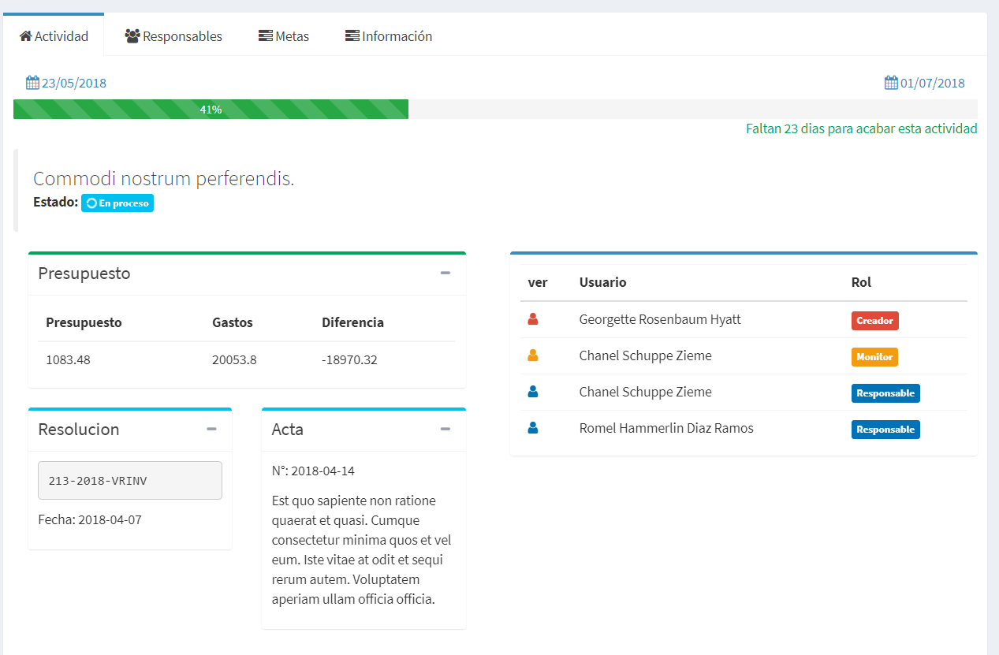 Actividad Responsables Metas Información
23/05/2018 01/07/2018
41%
Faltan 23 dias para acabar esta actividad
Commodi nostrum perferendis.
Estado: En proceso
Presupuesto
Presupuesto Gastos Diferencia
1083.48 20053.8 -18970.32
Resolucion
213-2018-VRINV
Fecha: 2018-04-07
Acta
N°: 2018-04-14
Est quo sapiente non ratione
quaerat et quasi. Cumque
consectetur minima quos et vel
eum. Iste vitae at odit et sequi
rerum autem. Voluptatem
aperiam ullam officia officia.
ver Usuario Rol
Georgette Rosenbaum Hyatt Creador
Chanel Schuppe Zieme Monitor
Chanel Schuppe Zieme Responsable
Romel Hammerlin Diaz Ramos Responsable